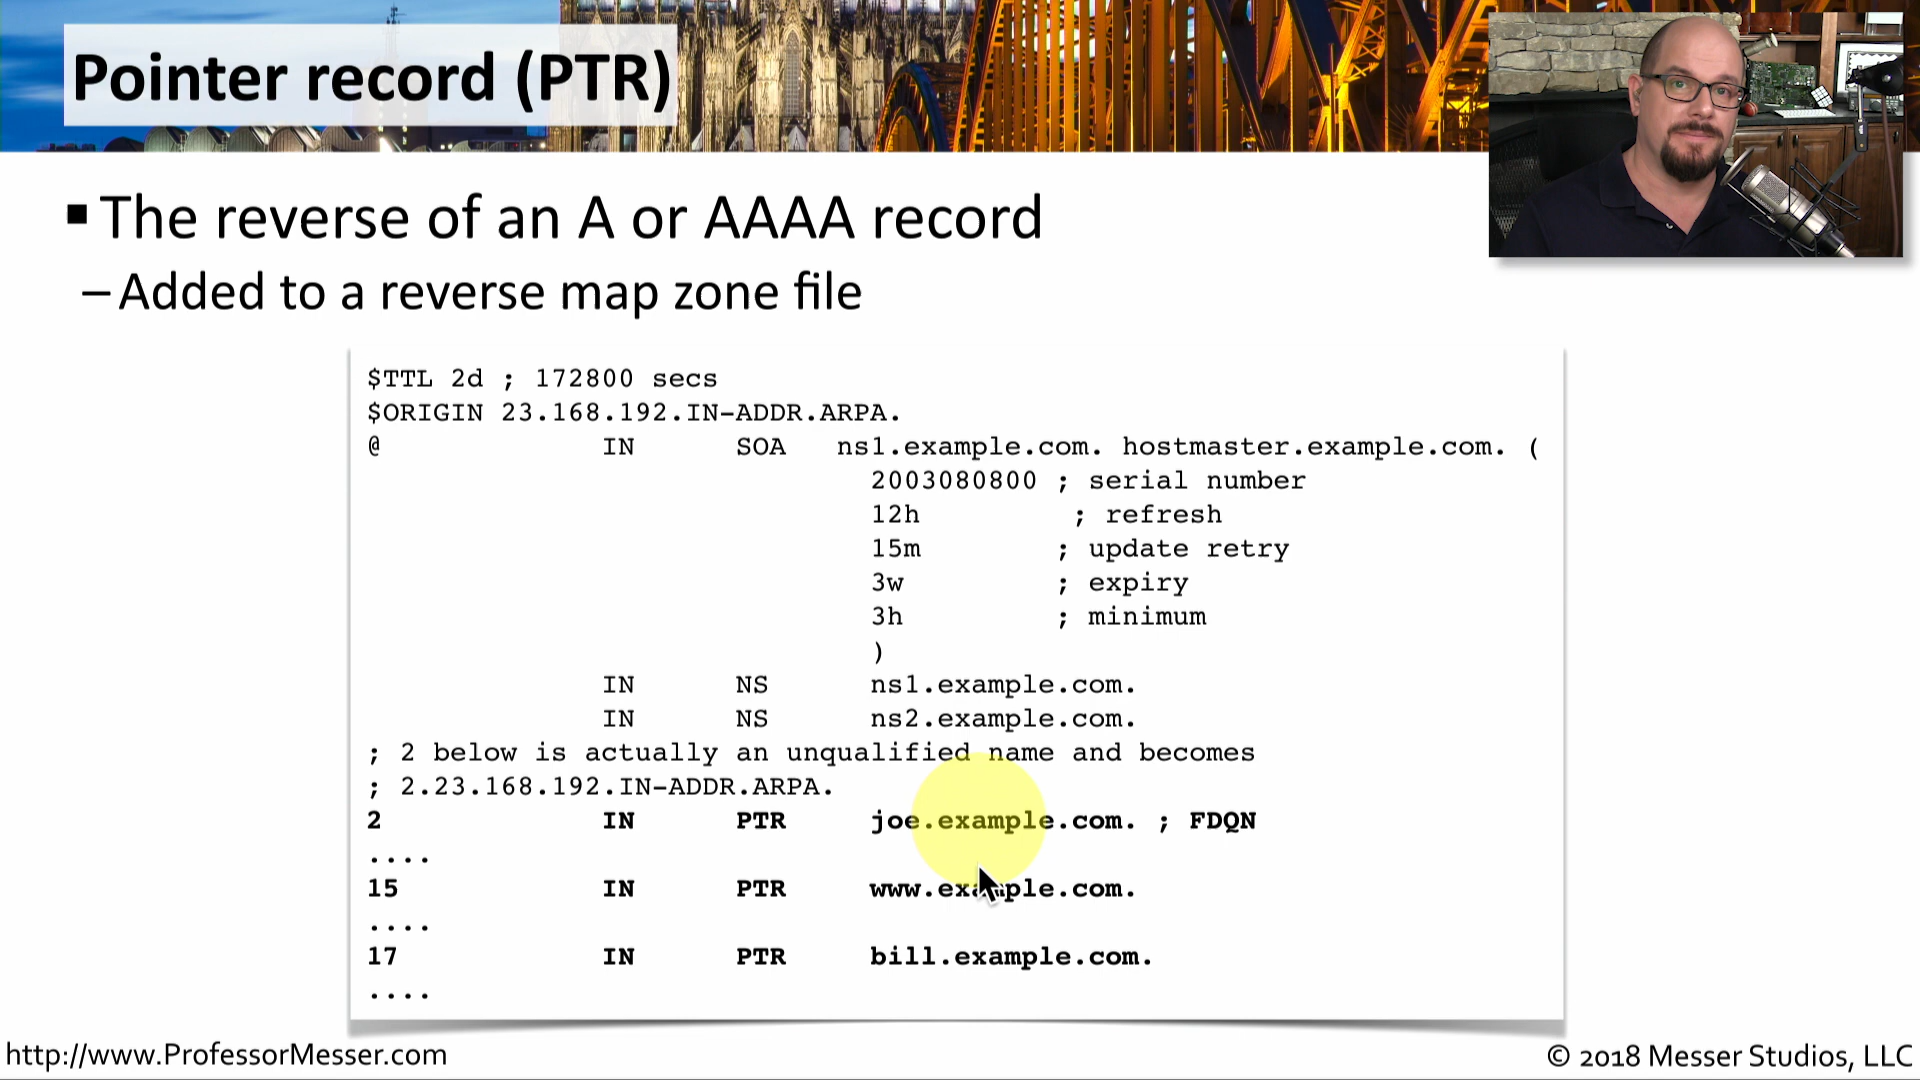 Pointer record (PTR)
▪ The reverse of an A or AAAA record
– Added to a reverse map zone file
$TTL 2d ; 172800 secs
$ORIGIN 23.168.192.IN-ADDR.ARPA.
@ IN SOA ns1.example.com. hostmaster.example.com. (
2003080800 ; serial number
12h ; refresh
15m ; update retry
3w ; expiry
3h ; minimum
)
IN NS ns1.example.com.
IN NS ns2.example.com.
; 2 below is actually an unqualified name and becomes
; 2.23.168.192.IN-ADDR.ARPA.
2 IN PTR joe.example.com. ; FDQN
....
15 IN PTR www.example.com.
....
17 IN PTR bill.example.com.
....
http://www.ProfessorMesser.com
© 2018 Messer Studios, LLC